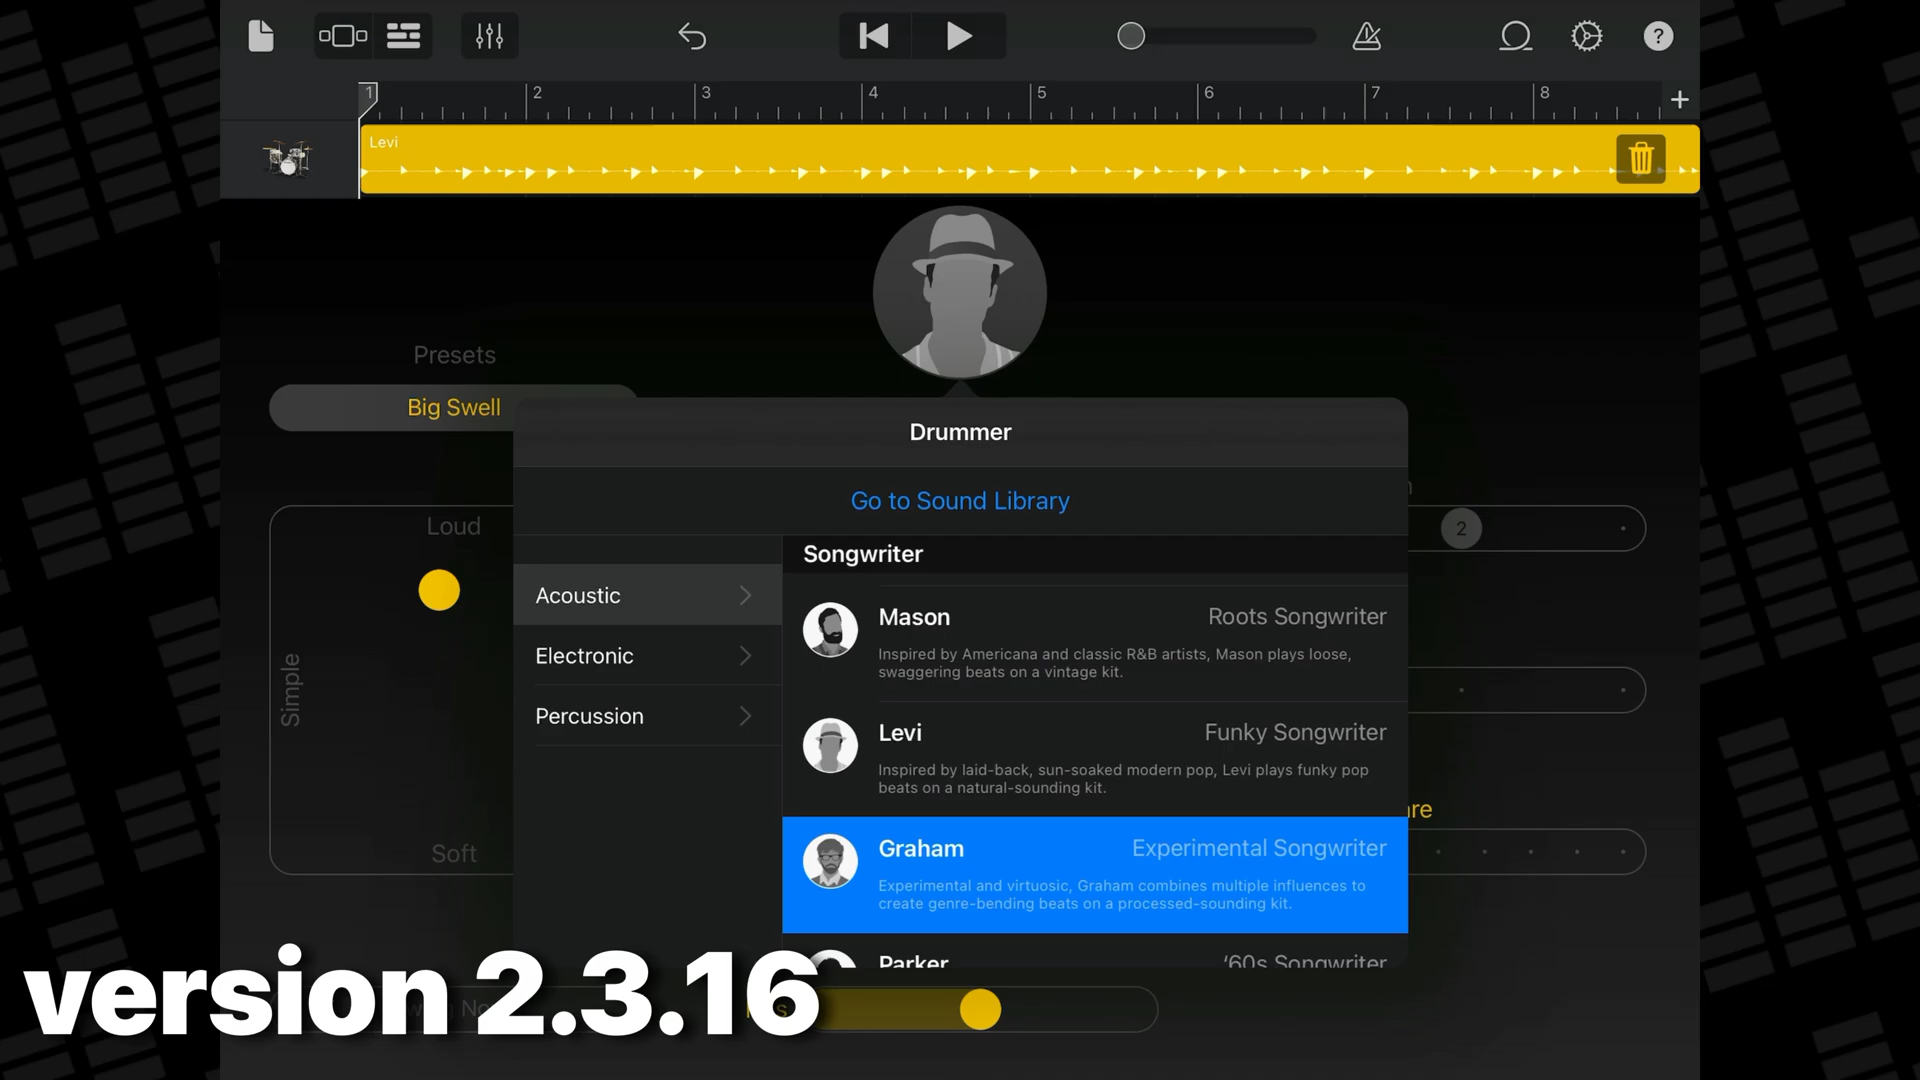 1 2 3 4 5 6 7 8
Levi
Presets
Big Swell
Drummer
Go to Sound Library
Loud
2
Songwriter
Acoustic
Mason Roots Songwriter
Inspired by Americana and classic R&B artists, Mason plays loose,
swaggering beats on a vintage kit.
Electronic
Simple
Percussion
Levi Funky Songwriter
Inspired by laid-back, sun-soaked modern pop, Levi plays funky pop
beats on a natural-sounding kit.
Soft
Graham Experimental Songwriter
Experimental and virtuosic, Graham combines multiple influences to
create genre-bending beats on a processed-sounding kit.
Parker '60s Songwriter
version 2.3.16